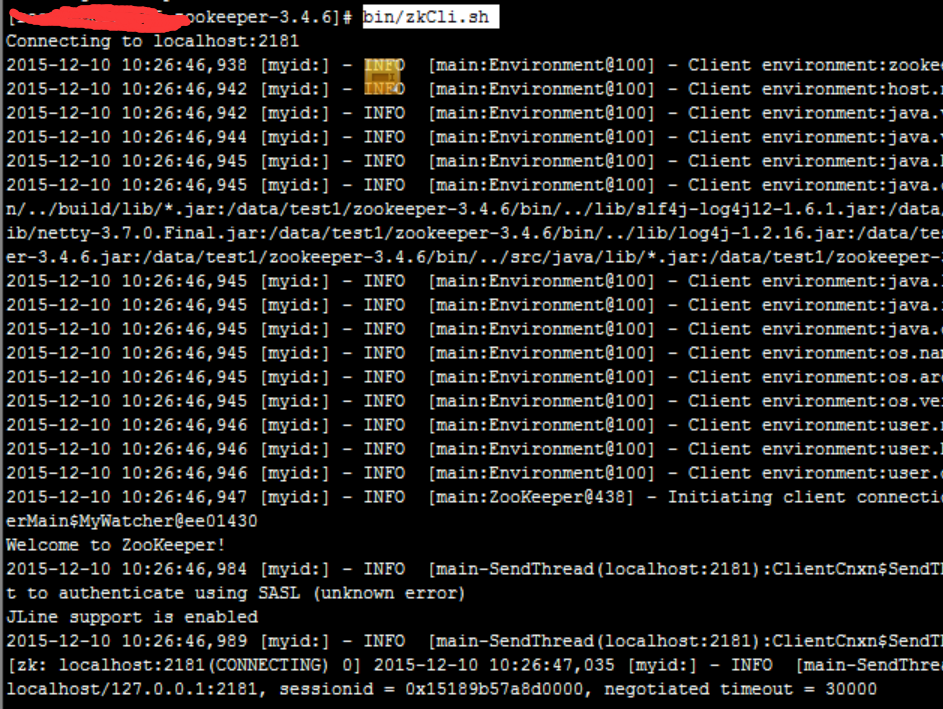 ookeeper-3.4.6]# bin/zkCli.sh
Connecting to localhost:2181
2015-12-10 10:26:46,938 [myid:] - INFO  [main:Environment@100] - Client environment:zooke
2015-12-10 10:26:46,942 [myid:] - INFO  [main:Environment@100] - Client environment:host.
2015-12-10 10:26:46,942 [myid:] - INFO  [main:Environment@100] - Client environment:java.
2015-12-10 10:26:46,944 [myid:] - INFO  [main:Environment@100] - Client environment:java.
2015-12-10 10:26:46,945 [myid:] - INFO  [main:Environment@100] - Client environment:java.
2015-12-10 10:26:46,945 [myid:] - INFO  [main:Environment@100] - Client environment:java.
n/../build/lib/*.jar:/data/test1/zookeeper-3.4.6/bin/../lib/slf4j-log4j12-1.6.1.jar:/data
ib/netty-3.7.0.Final.jar:/data/test1/zookeeper-3.4.6/bin/../lib/log4j-1.2.16.jar:/data/te
er-3.4.6.jar:/data/test1/zookeeper-3.4.6/bin/../src/java/lib/*.jar:/data/test1/zookeeper-
2015-12-10 10:26:46,945 [myid:] - INFO  [main:Environment@100] - Client environment:java.
2015-12-10 10:26:46,945 [myid:] - INFO  [main:Environment@100] - Client environment:java.
2015-12-10 10:26:46,945 [myid:] - INFO  [main:Environment@100] - Client environment:java.
2015-12-10 10:26:46,945 [myid:] - INFO  [main:Environment@100] - Client environment:os.na
2015-12-10 10:26:46,945 [myid:] - INFO  [main:Environment@100] - Client environment:os.ar
2015-12-10 10:26:46,945 [myid:] - INFO  [main:Environment@100] - Client environment:os.ve
2015-12-10 10:26:46,946 [myid:] - INFO  [main:Environment@100] - Client environment:user.
2015-12-10 10:26:46,946 [myid:] - INFO  [main:Environment@100] - Client environment:user.
2015-12-10 10:26:46,946 [myid:] - INFO  [main:Environment@100] - Client environment:user.
2015-12-10 10:26:46,947 [myid:] - INFO  [main:ZooKeeper@438] - Initiating client connecti
erMain$MyWatcher@ee01430
Welcome to ZooKeeper!
2015-12-10 10:26:46,984 [myid:] - INFO  [main-SendThread(localhost:2181):ClientCnxn$SendT
t to authenticate using SASL (unknown error)
JLine support is enabled
2015-12-10 10:26:46,989 [myid:] - INFO  [main-SendThread(localhost:2181):ClientCnxn$SendT
[zk: localhost:2181(CONNECTING) 0] 2015-12-10 10:26:47,035 [myid:] - INFO  [main-SendThre
localhost/127.0.0.1:2181, sessionid = 0x15189b57a8d0000, negotiated timeout = 30000